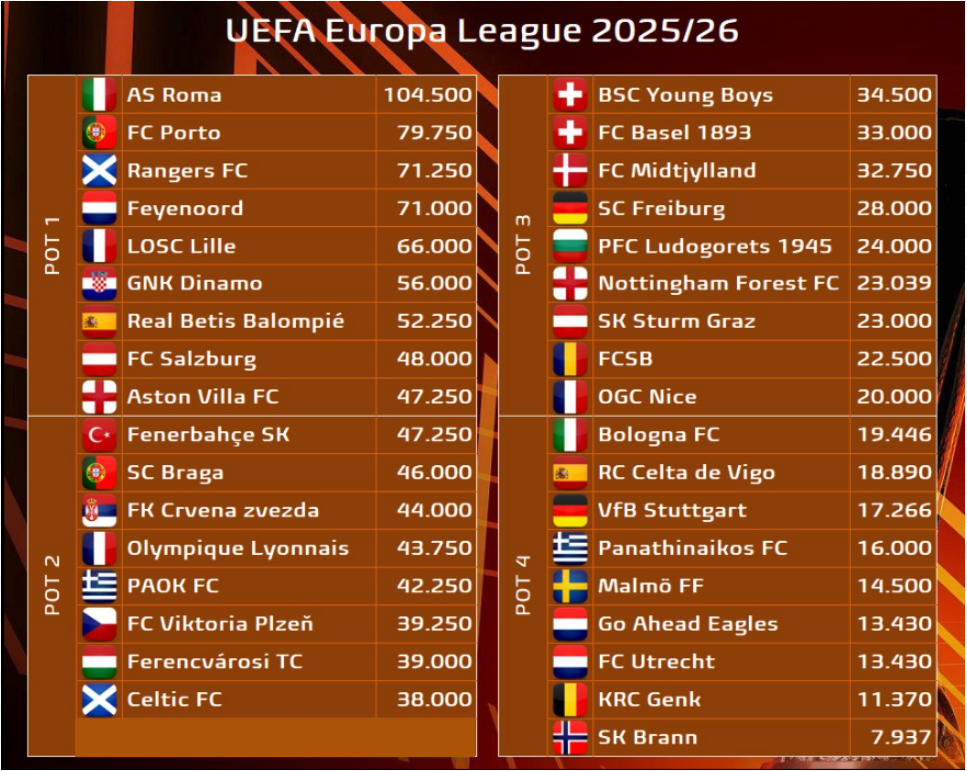 UEFA Europa League 2025/26
POT 1
AS Roma 104.500
FC Porto 79.750
Rangers FC 71.250
Feyenoord 71.000
LOSC Lille 66.000
GNK Dinamo 56.000
Real Betis Balompié 52.250
FC Salzburg 48.000
Aston Villa FC 47.250
POT 2
Fenerbahçe SK 47.250
SC Braga 46.000
FK Crvena zvezda 44.000
Olympique Lyonnais 43.750
PAOK FC 42.250
FC Viktoria Plzeň 39.250
Ferencvárosi TC 39.000
Celtic FC 38.000
POT 3
BSC Young Boys 34.500
FC Basel 1893 33.000
FC Midtjylland 32.750
SC Freiburg 28.000
PFC Ludogorets 1945 24.000
Nottingham Forest FC 23.039
SK Sturm Graz 23.000
FCSB 22.500
OGC Nice 20.000
POT 4
Bologna FC 19.446
RC Celta de Vigo 18.890
VfB Stuttgart 17.266
Panathinaikos FC 16.000
Malmö FF 14.500
Go Ahead Eagles 13.430
FC Utrecht 13.430
KRC Genk 11.370
SK Brann 7.937